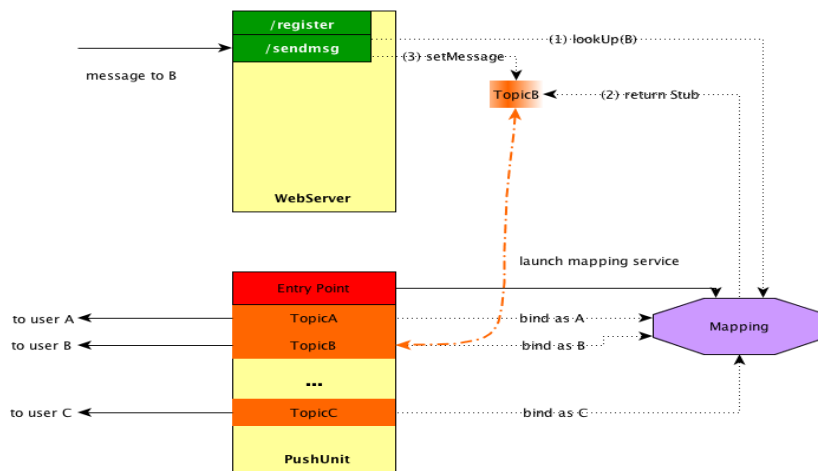 /register
/sendmsg
(1) lookUp(B)
(3) setMessage
message to B
TopicB
(2) return Stub
WebServer
launch mapping service
Entry Point
to user A
TopicA
bind as A
Mapping
to user B
TopicB
bind as B
...
to user C
TopicC
bind as C
PushUnit